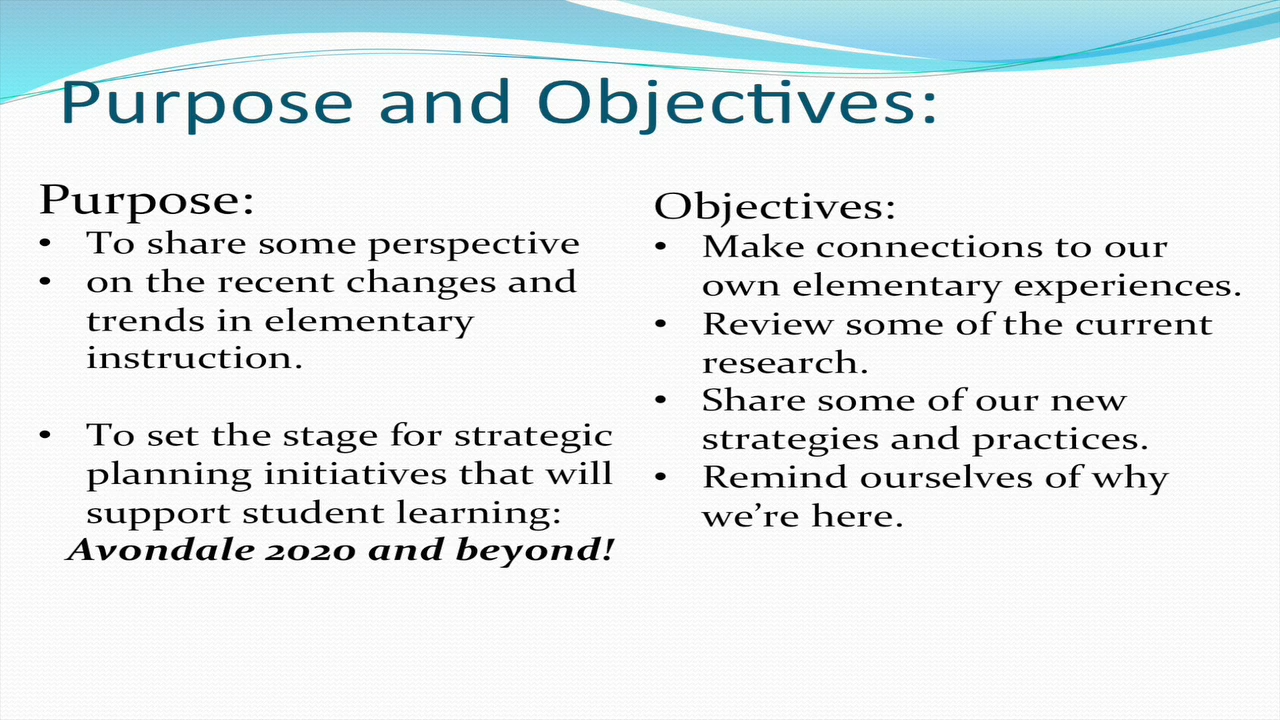 Purpose and Objectives:
Purpose:
• To share some perspective
• on the recent changes and
trends in elementary
instruction.
• To set the stage for strategic
planning initiatives that will
support student learning:
Avondale 2020 and beyond!
Objectives:
• Make connections to our
own elementary experiences.
• Review some of the current
research.
• Share some of our new
strategies and practices.
• Remind ourselves of why
we’re here.